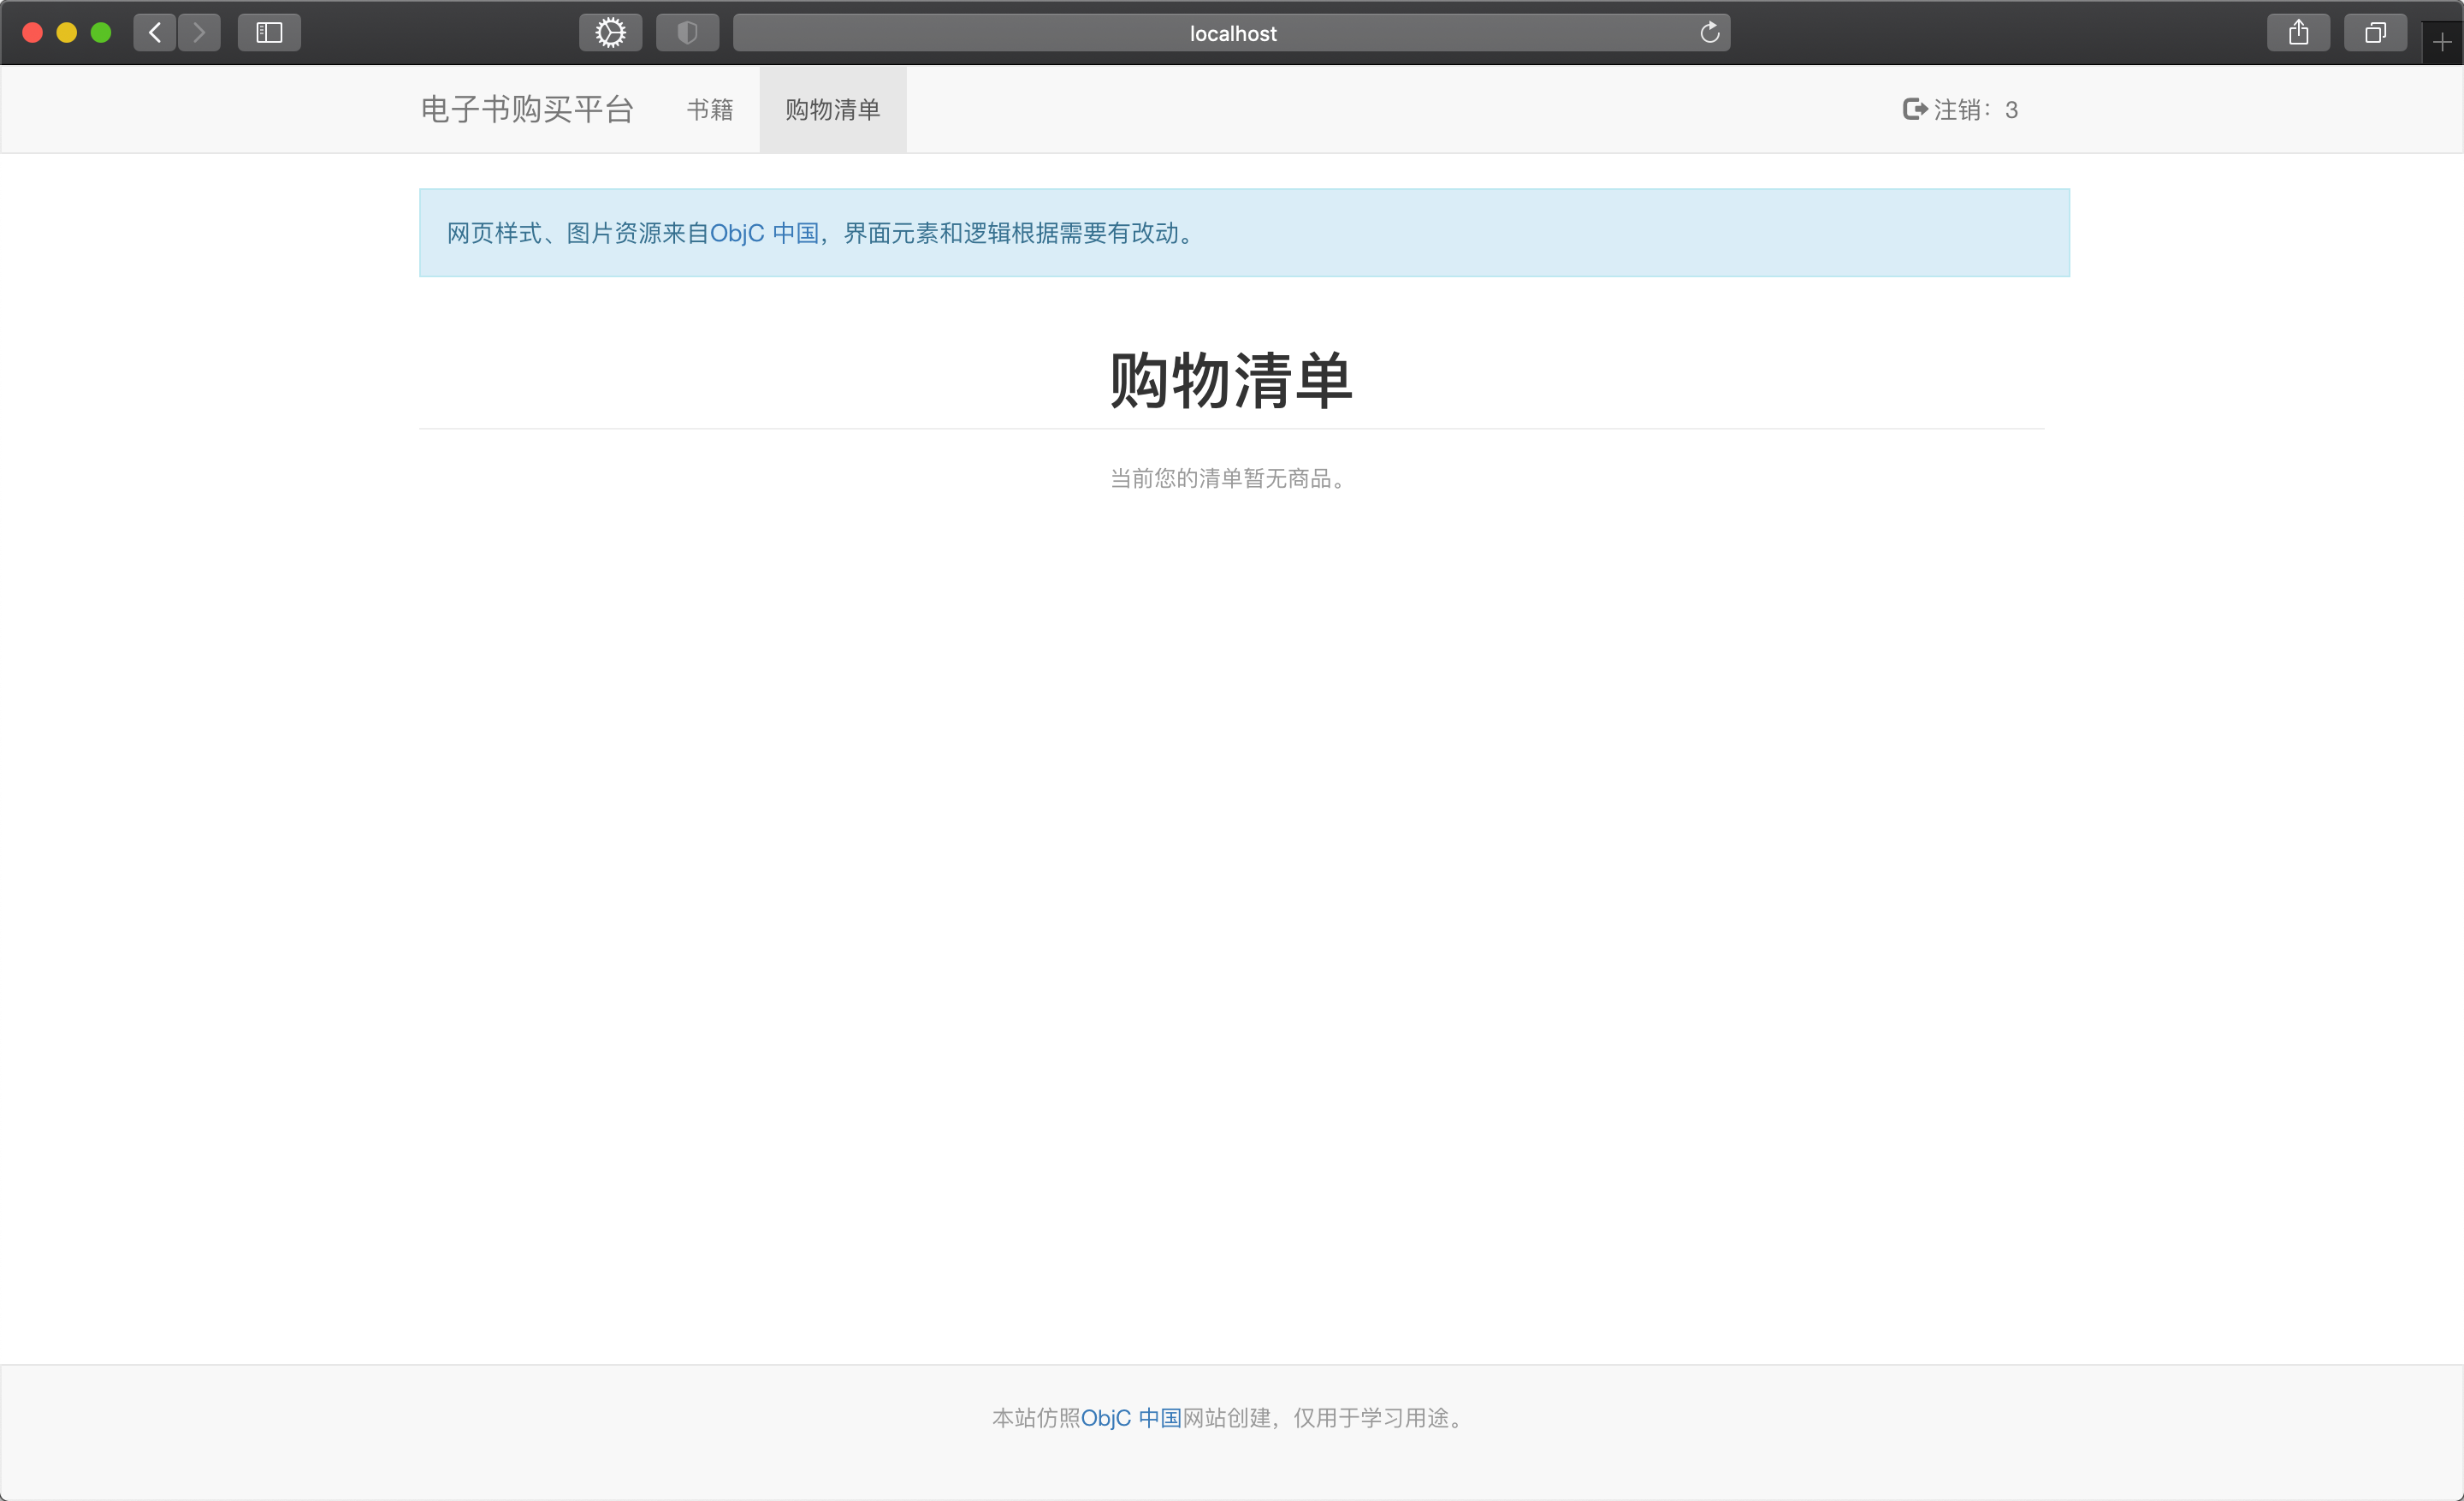 localhost
电子书购买平台 书籍 购物清单 注销：3
网页样式、图片资源来自ObjC 中国，界面元素和逻辑根据需要有改动。
购物清单
当前您的清单暂无商品。
本站仿照ObjC 中国网站创建，仅用于学习用途。